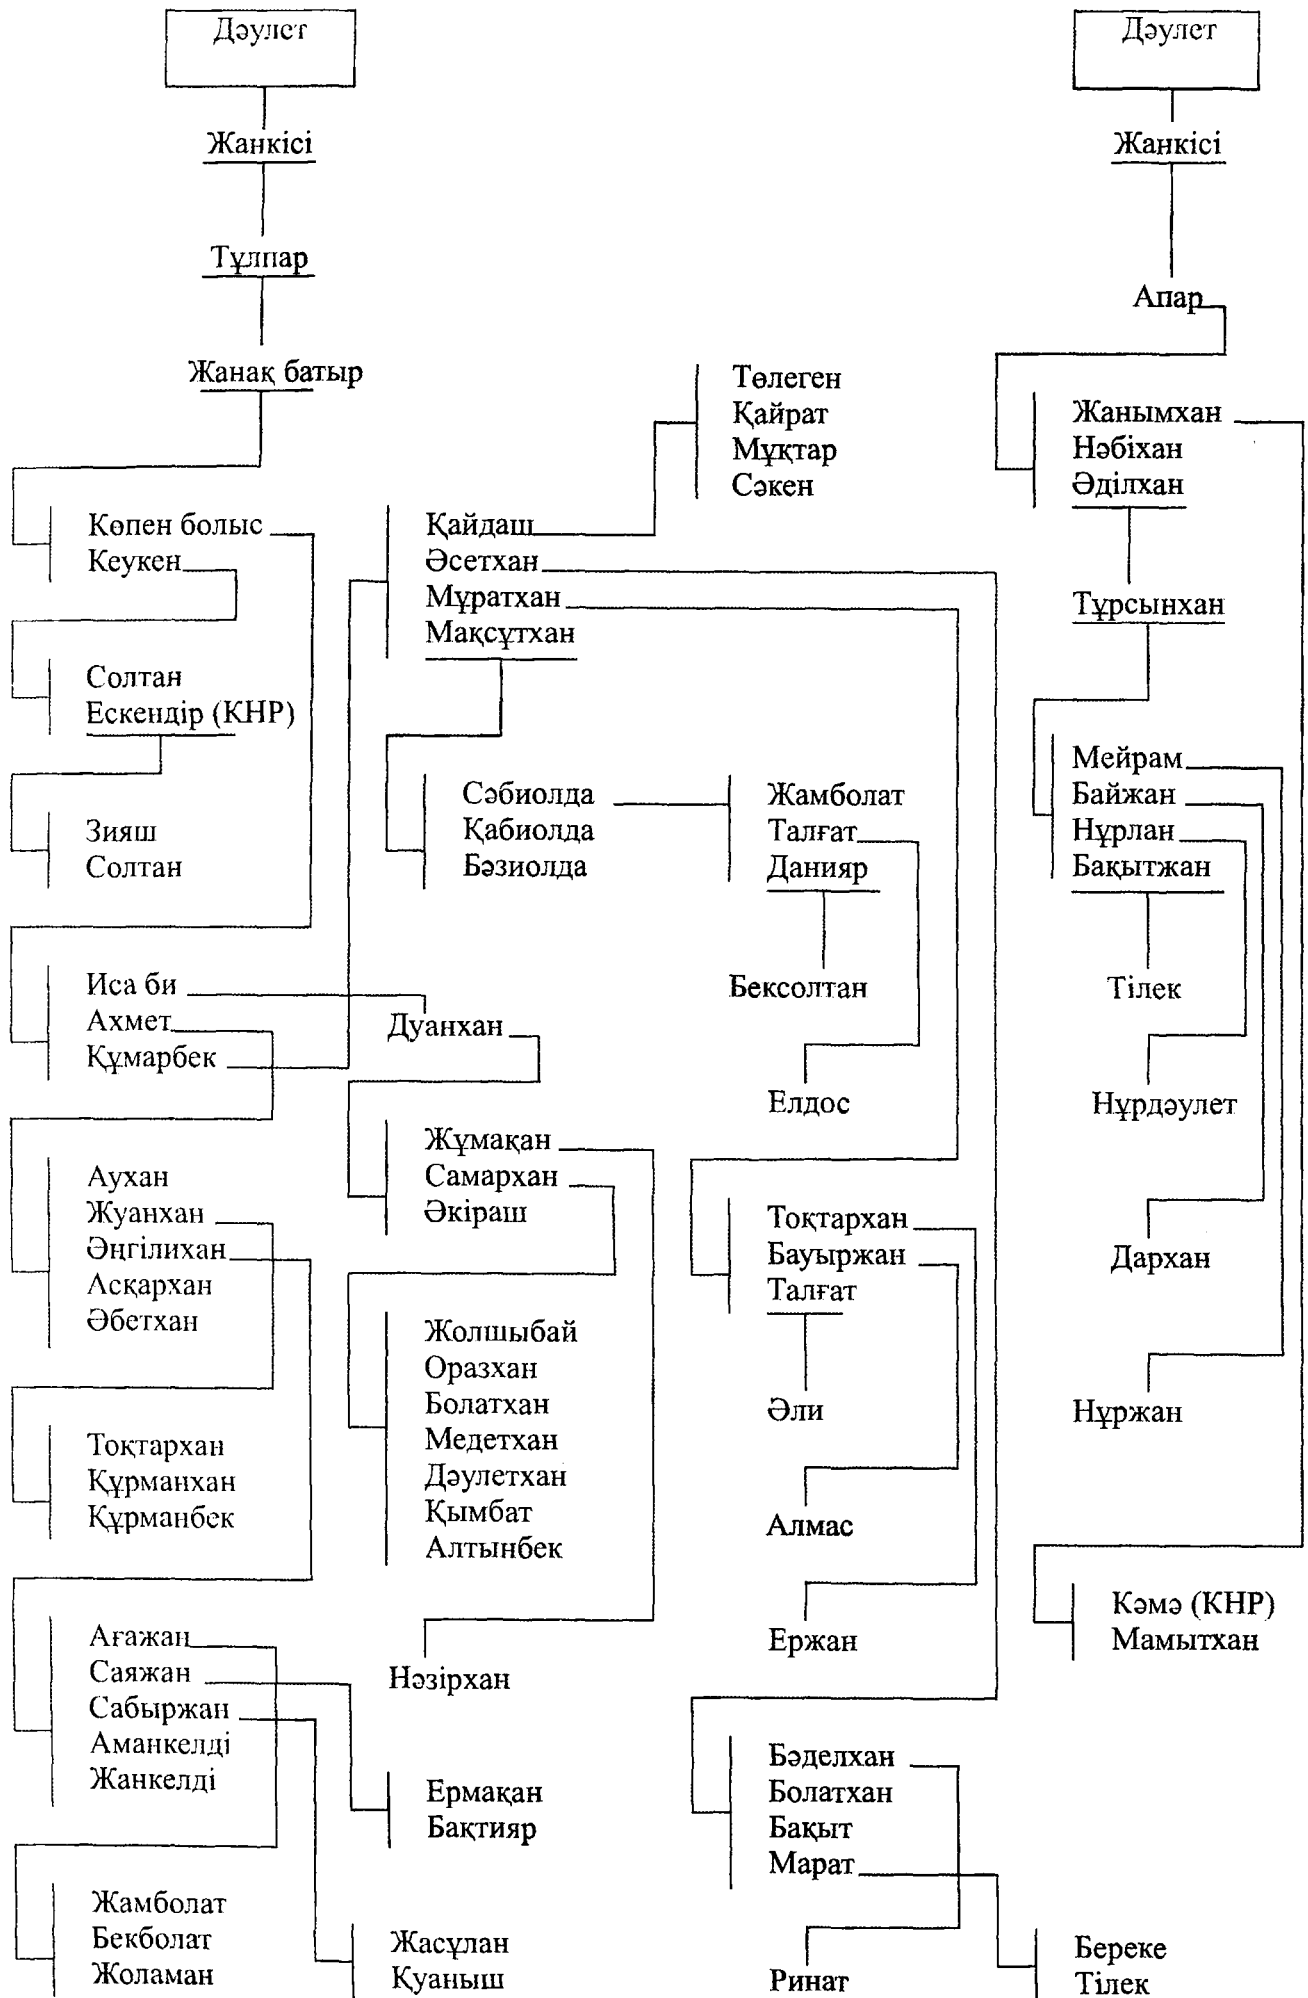 Дәулет
Жанкісі
Тұлпар
Жанақ батыр
Көпен болыс
Кеукен
Солтан
Ескендір (КНР)
Зияш
Солтан
Иса би
Ахмет
Құмарбек
Аухан
Жуанхан
Әңгілихан
Асқархан
Әбетхан
Тоқтархан
Құрманхан
Құрманбек
Ағажан
Саяжан
Сабыржан
Аманкелді
Жанкелді
Жамболат
Бекболат
Жоламан
Қайдаш
Әсетхан
Мұратхан
Мақсұтхан
Төлеген
Қайрат
Мұқтар
Сәкен
Сәбиолда
Қабиолда
Бәзиолда
Жамболат
Талғат
Данияр
Бексолтан
Елдос
Дуанхан
Жұмақан
Самархан
Әкіраш
Жолшыбай
Оразхан
Болатхан
Медетхан
Дәулетхан
Қымбат
Алтынбек
Нәзірхан
Ермақан
Бақтияр
Жасұлан
Қуаныш
Тоқтархан
Бауыржан
Талғат
Әли
Алмас
Ержан
Бәделхан
Болатхан
Бақыт
Марат
Ринат
Береке
Тілек
Дәулет
Жанкісі
Апар
Жанымхан
Нәбіхан
Әділхан
Тұрсынхан
Мейрам
Байжан
Нұрлан
Бақытжан
Тілек
Нұрдәулет
Дархан
Нұржан
Кәмә (КНР)
Мамытхан